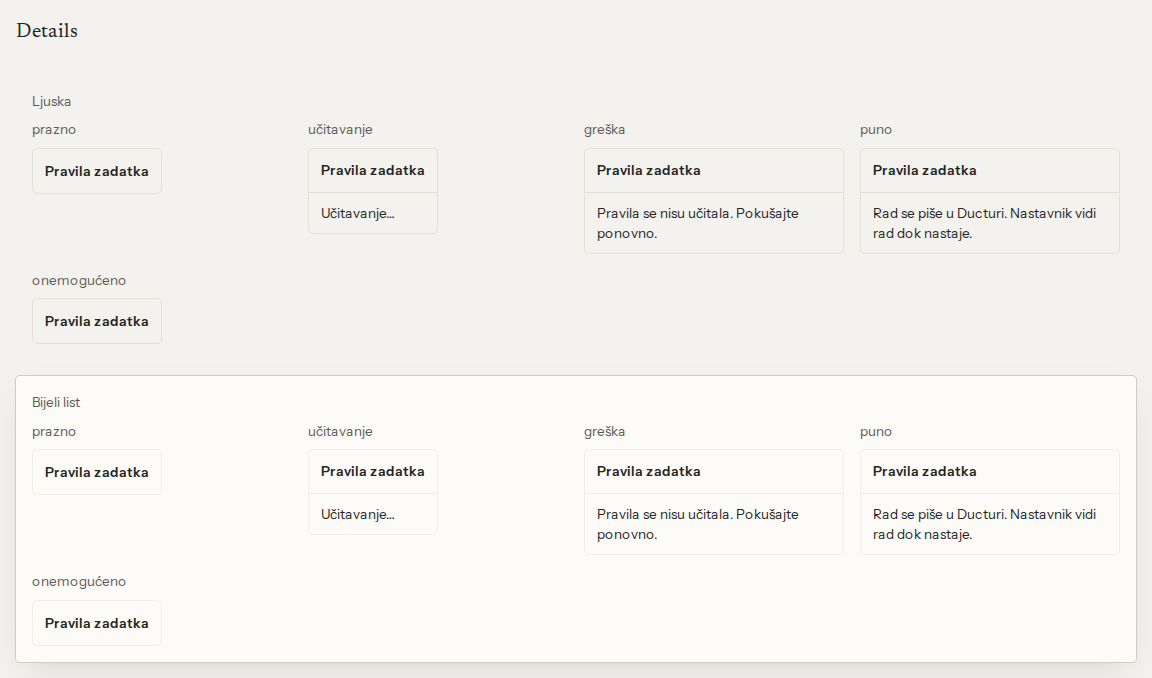 Details
Ljuska
prazno
učitavanje
greška
puno
Pravila zadatka
Pravila zadatka
Pravila zadatka
Pravila zadatka
Učitavanje…
Pravila se nisu učitala. Pokušajte
ponovno.
Rad se piše u Ducturi. Nastavnik vidi
rad dok nastaje.
onemogućeno
Pravila zadatka
Bijeli list
prazno
učitavanje
greška
puno
Pravila zadatka
Pravila zadatka
Pravila zadatka
Pravila zadatka
Učitavanje…
Pravila se nisu učitala. Pokušajte
ponovno.
Rad se piše u Ducturi. Nastavnik vidi
rad dok nastaje.
onemogućeno
Pravila zadatka